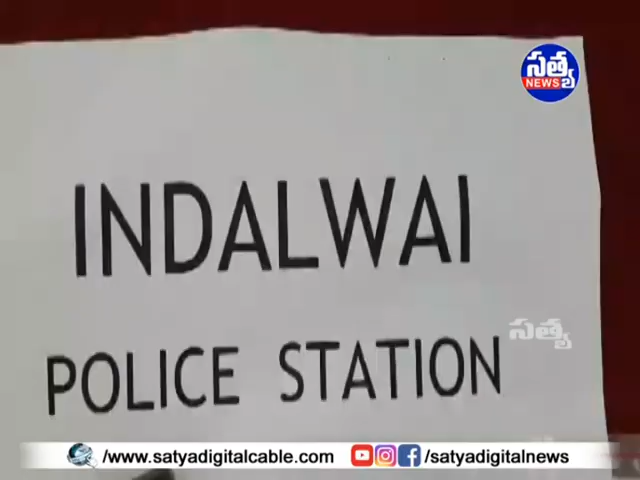 సత్య
NEWS
INDALWAI
సత్య
POLICE STATION
/www.satyadigitalcable.com /satyadigitalnews